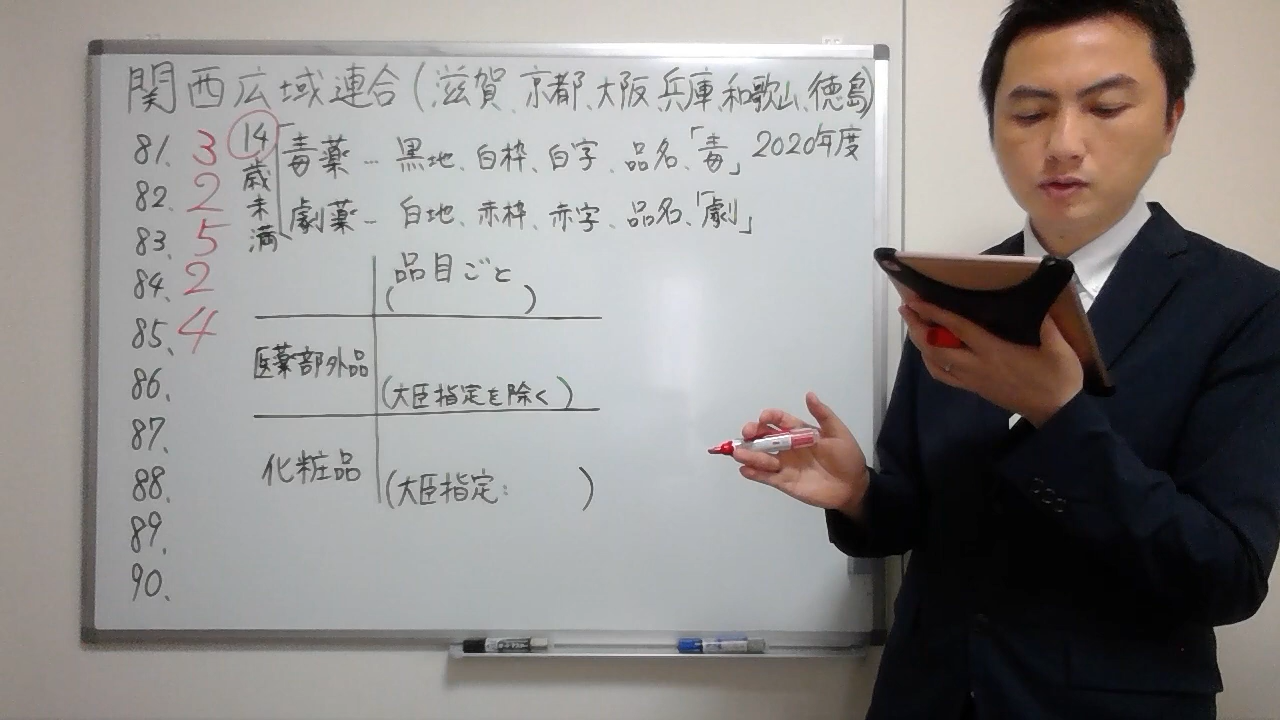 関西広域連合(滋賀、京都、大阪、兵庫、和歌山、徳島)
2020年度
81. 3
82. 2
83. 5
84. 2
85. 4
86.
87.
88.
89.
90.
14歳未満
毒薬… 黒地、白枠、白字、品名、「毒」
劇薬… 白地、赤枠、赤字、品名、「劇」
品目ごと
( )
医薬部外品
(大臣指定を除く)
化粧品
(大臣指定: )